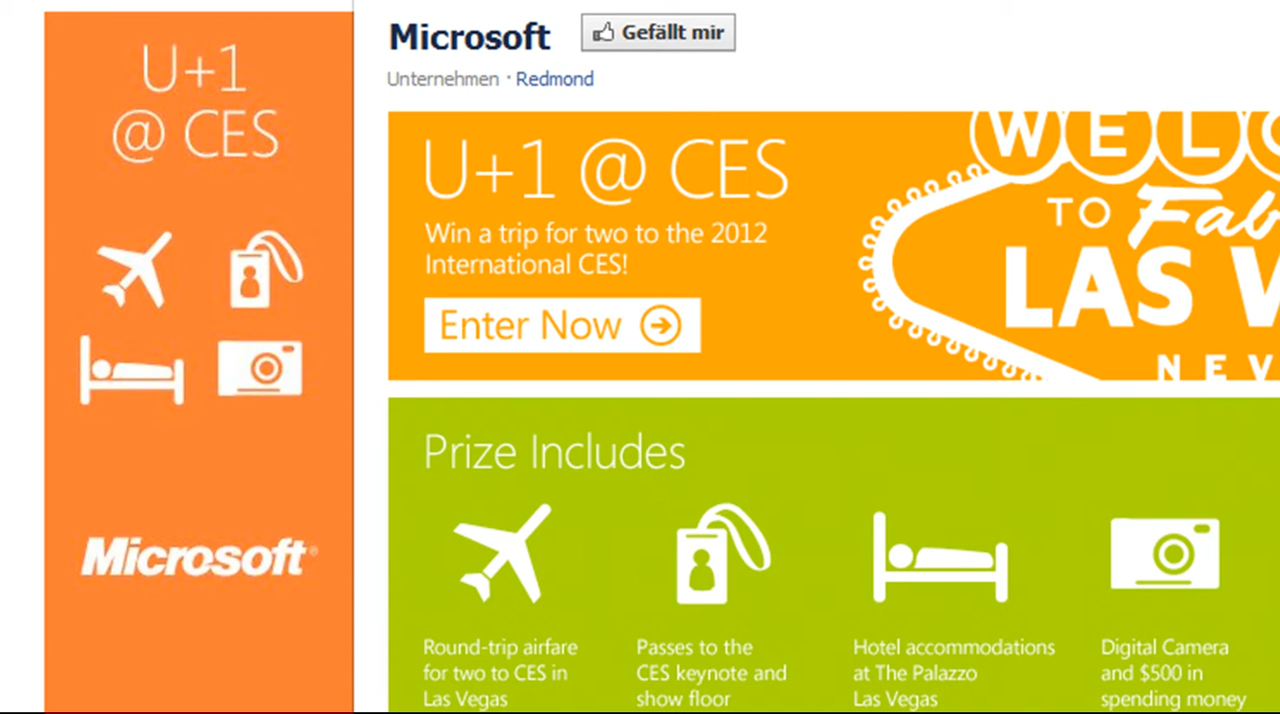 U+1
@ CES
Microsoft®
Microsoft
Gefällt mir
Unternehmen · Redmond
U+1 @ CES
Win a trip for two to the 2012
International CES!
Enter Now
WELC
TO Fab
LAS V
NEV
Prize Includes
Round-trip airfare
for two to CES in
Las Vegas
Passes to the
CES keynote and
show floor
Hotel accommodations
at The Palazzo
Las Vegas
Digital Camera
and $500 in
spending money